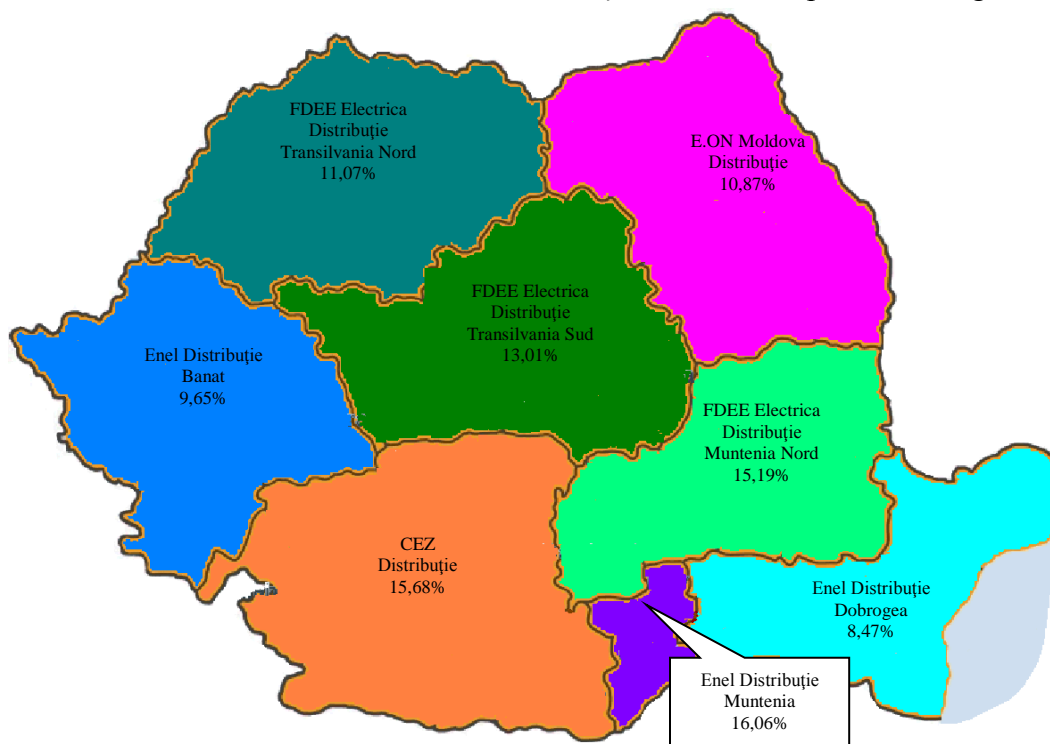 FDEE Electrica
Distribuţie
Transilvania Nord
11,07%
E.ON Moldova
Distribuţie
10,87%
FDEE Electrica
Distribuţie
Transilvania Sud
13,01%
Enel Distribuţie
Banat
9,65%
FDEE Electrica
Distribuţie
Muntenia Nord
15,19%
CEZ
Distribuţie
15,68%
Enel Distribuţie
Dobrogea
8,47%
Enel Distribuţie
Muntenia
16,06%